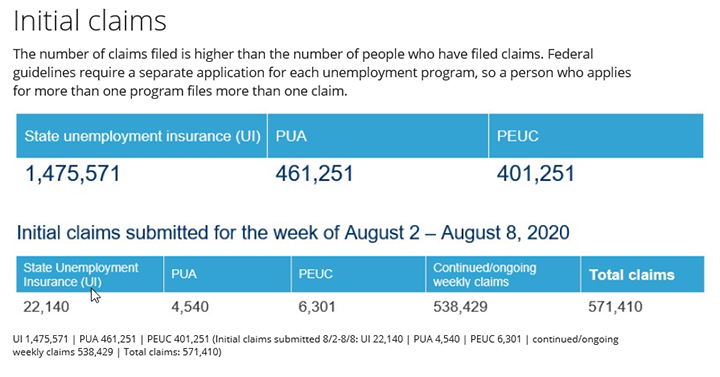 Initial claims
The number of claims filed is higher than the number of people who have filed claims. Federal
guidelines require a separate application for each unemployment program, so a person who applies
for more than one program files more than one claim.
State unemployment insurance (UI) PUA PEUC
1,475,571 461,251 401,251
Initial claims submitted for the week of August 2 – August 8, 2020
State Unemployment Insurance (UI) PUA PEUC Continued/ongoing weekly claims Total claims
22,140 4,540 6,301 538,429 571,410
UI 1,475,571 | PUA 461,251 | PEUC 401,251 (Initial claims submitted 8/2-8/8: UI 22,140 | PUA 4,540 | PEUC 6,301 | continued/ongoing
weekly claims 538,429 | Total claims: 571,410)